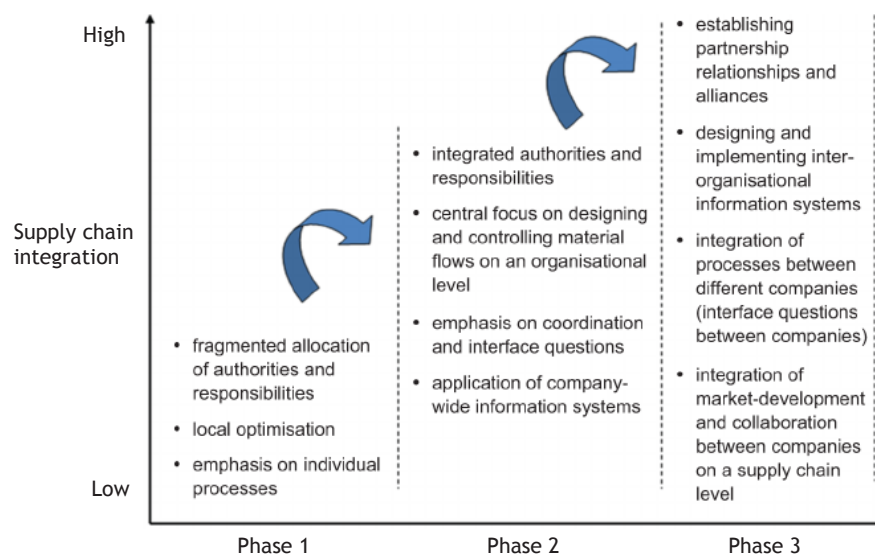 High
Supply chain
integration
Low
• fragmented allocation
of authorities and
responsibilities
• local optimisation
• emphasis on individual
processes
• integrated authorities and
responsibilities
• central focus on designing
and controlling material
flows on an organisational
level
• emphasis on coordination
and interface questions
• application of company-
wide information systems
• establishing
partnership
relationships and
alliances
• designing and
implementing inter-
organisational
information systems
• integration of
processes between
different companies
(interface questions
between companies)
• integration of
market-development
and collaboration
between companies
on a supply chain
level
Phase 1
Phase 2
Phase 3